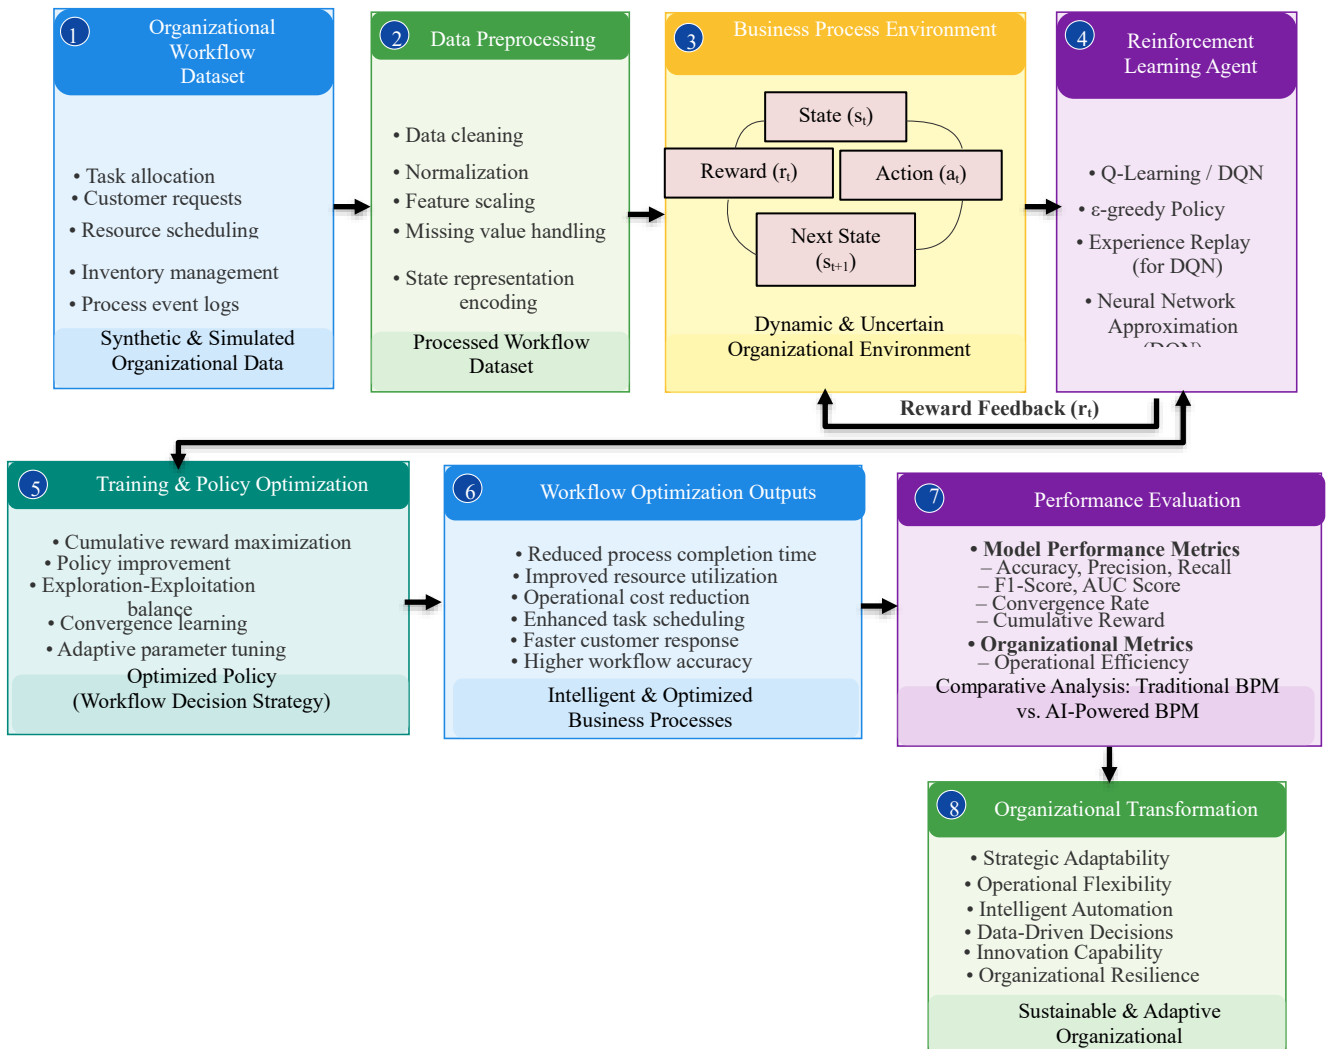 1
Organizational
Workflow
Dataset
• Task allocation
• Customer requests
• Resource scheduling
• Inventory management
• Process event logs
Synthetic & Simulated
Organizational Data
2
Data Preprocessing
• Data cleaning
• Normalization
• Feature scaling
• Missing value handling
• State representation
encoding
Processed Workflow
Dataset
3
Business Process Environment
State (sₜ)
Reward (rₜ)
Action (aₜ)
Next State
(sₜ₊₁)
Dynamic & Uncertain
Organizational Environment
4
Reinforcement
Learning Agent
• Q-Learning / DQN
• ε-greedy Policy
• Experience Replay
(for DQN)
• Neural Network
Approximation
(DQN)
Reward Feedback (rₜ)
5
Training & Policy Optimization
• Cumulative reward maximization
• Policy improvement
• Exploration-Exploitation
balance
• Convergence learning
• Adaptive parameter tuning
Optimized Policy
(Workflow Decision Strategy)
6
Workflow Optimization Outputs
• Reduced process completion time
• Improved resource utilization
• Operational cost reduction
• Enhanced task scheduling
• Faster customer response
• Higher workflow accuracy
Intelligent & Optimized
Business Processes
7
Performance Evaluation
• Model Performance Metrics
– Accuracy, Precision, Recall
– F1-Score, AUC Score
– Convergence Rate
– Cumulative Reward
• Organizational Metrics
– Operational Efficiency
Comparative Analysis: Traditional BPM
vs. AI-Powered BPM
8
Organizational Transformation
• Strategic Adaptability
• Operational Flexibility
• Intelligent Automation
• Data-Driven Decisions
• Innovation Capability
• Organizational Resilience
Sustainable & Adaptive
Organizational